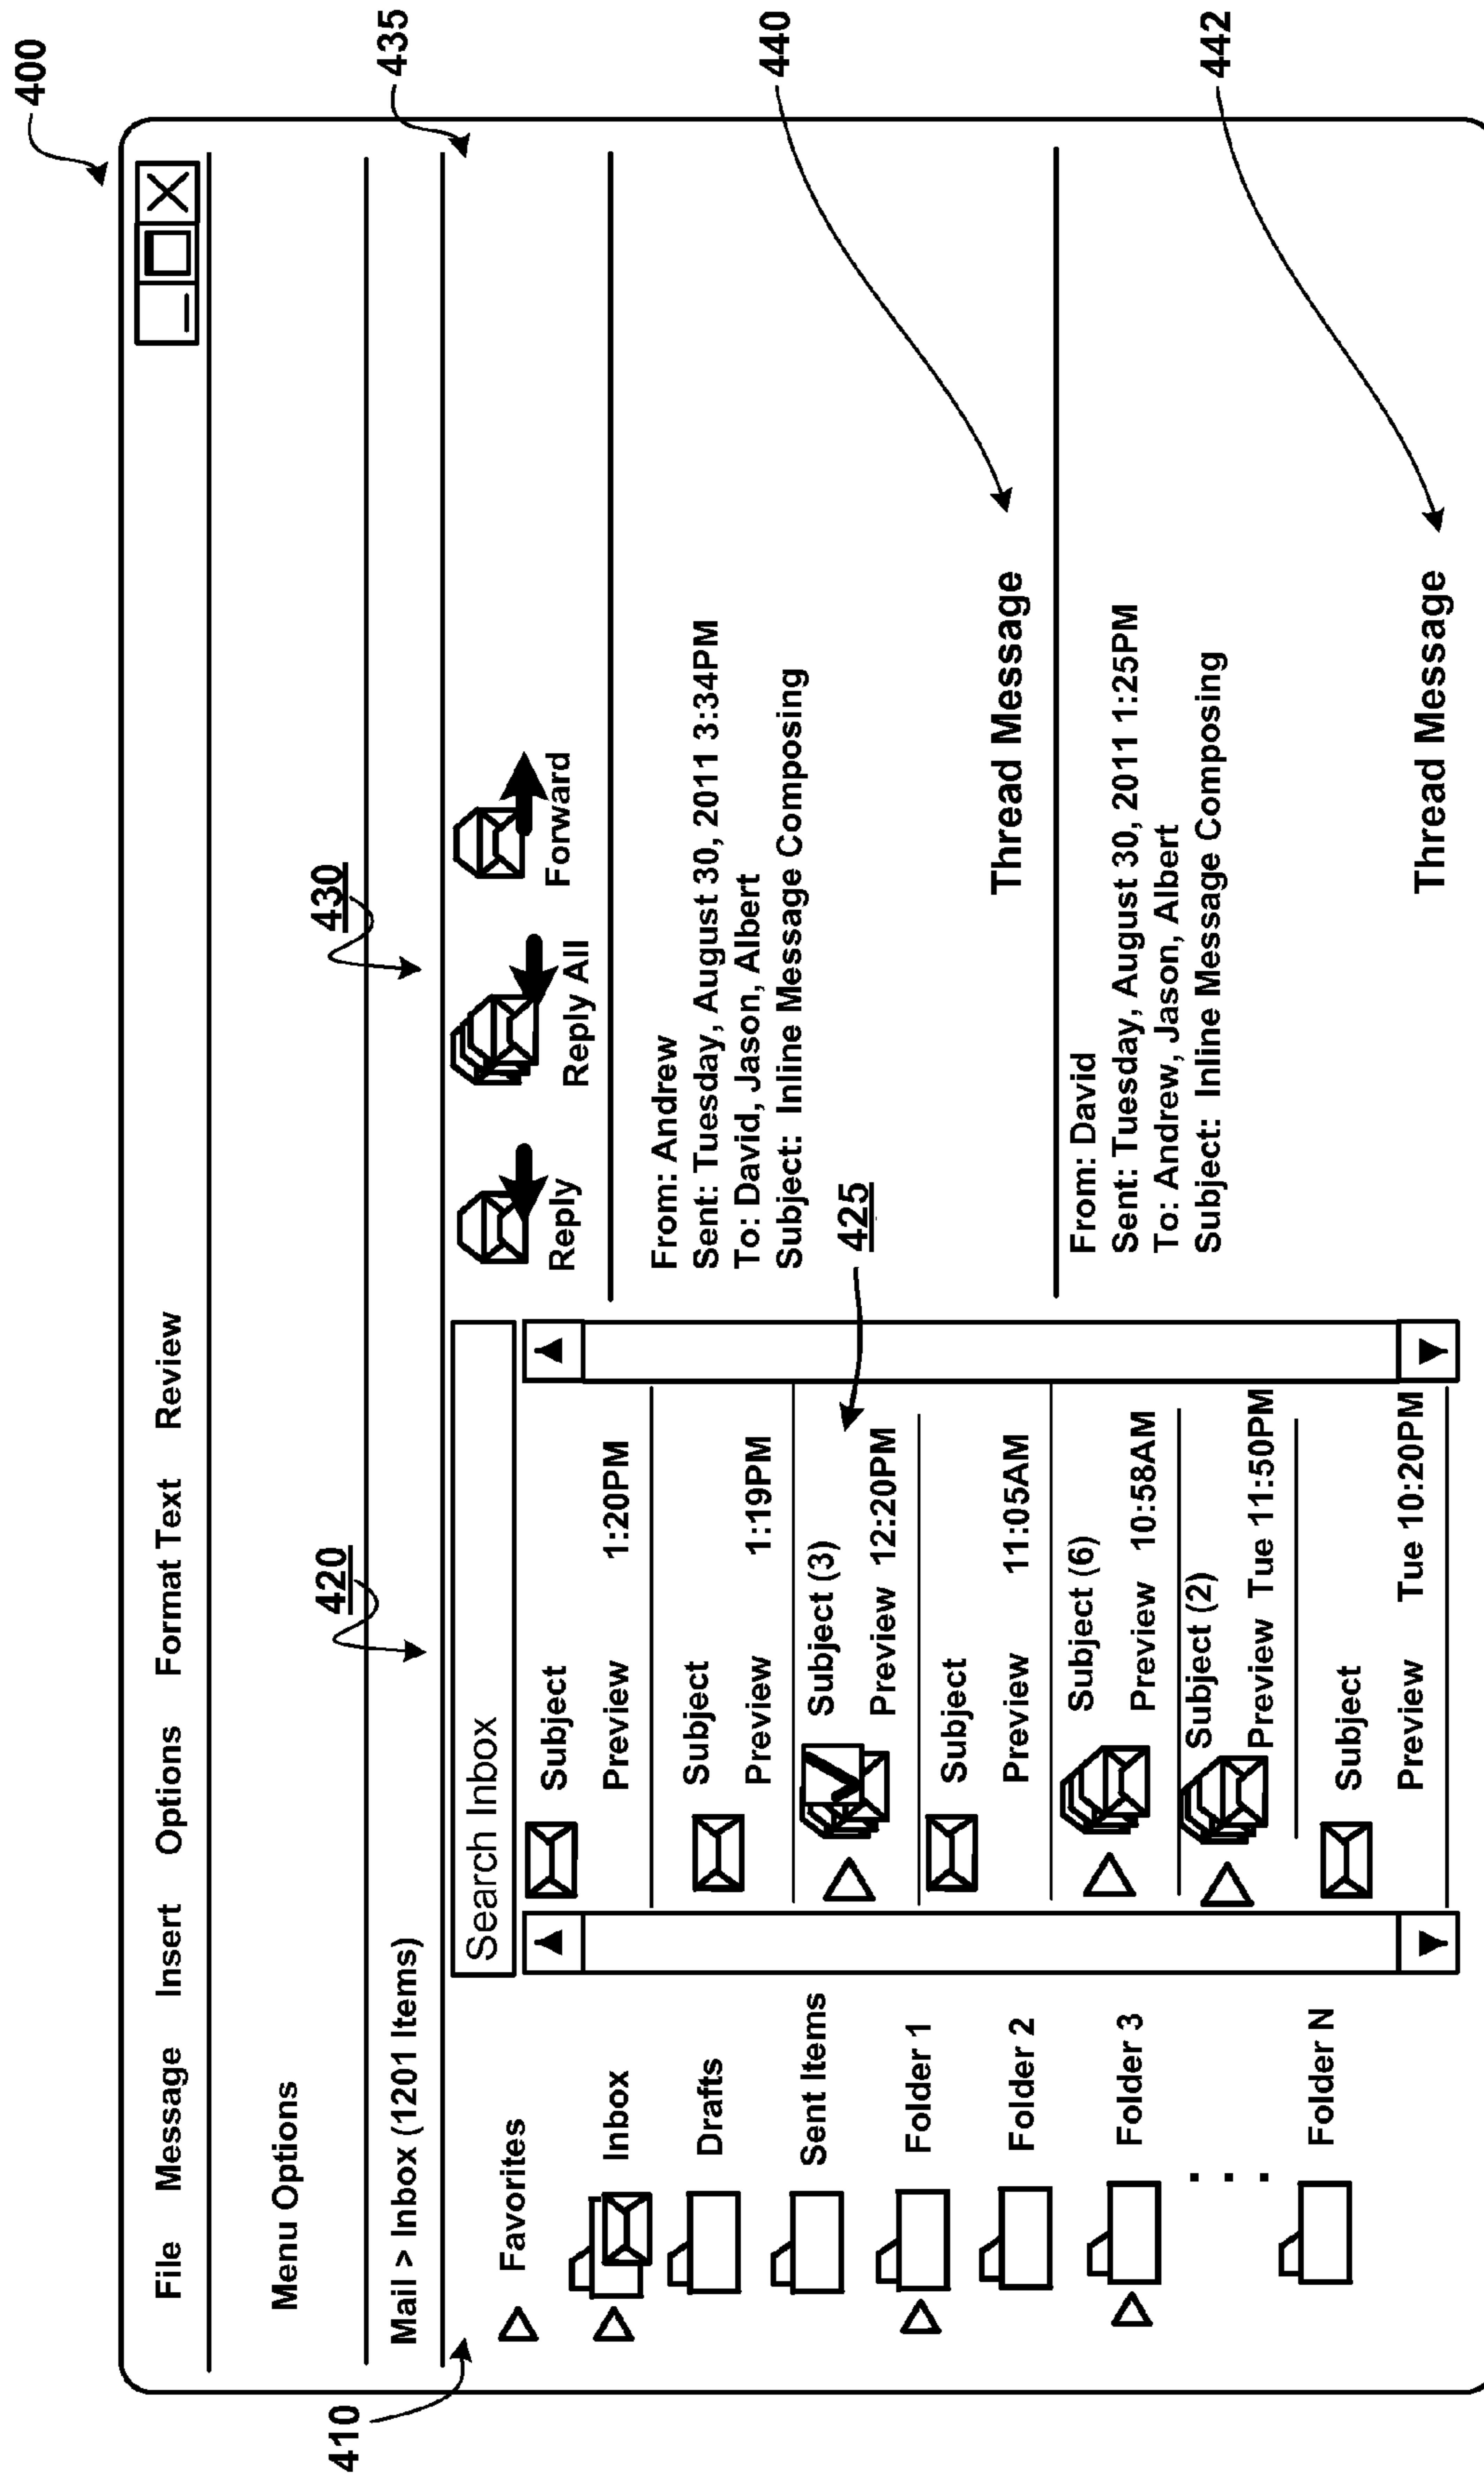 400
File Message Insert Options Format Text Review
Menu Options
Mail > Inbox (1201 Items)
410
420
430
435
Favorites
Inbox
Drafts
Sent Items
Folder 1
Folder 2
Folder 3
. . .
Folder N
Search Inbox
Subject
Preview 1:20PM
Subject
Preview 1:19PM
Subject (3)
Preview 12:20PM
425
Subject
Preview 11:05AM
Subject (6)
Preview 10:58AM
Subject (2)
Preview Tue 11:50PM
Subject
Preview Tue 10:20PM
Reply Reply All Forward
From: Andrew
Sent: Tuesday, August 30, 2011 3:34PM
To: David, Jason, Albert
Subject: Inline Message Composing
Thread Message
440
From: David
Sent: Tuesday, August 30, 2011 1:25PM
To: Andrew, Jason, Albert
Subject: Inline Message Composing
Thread Message
442